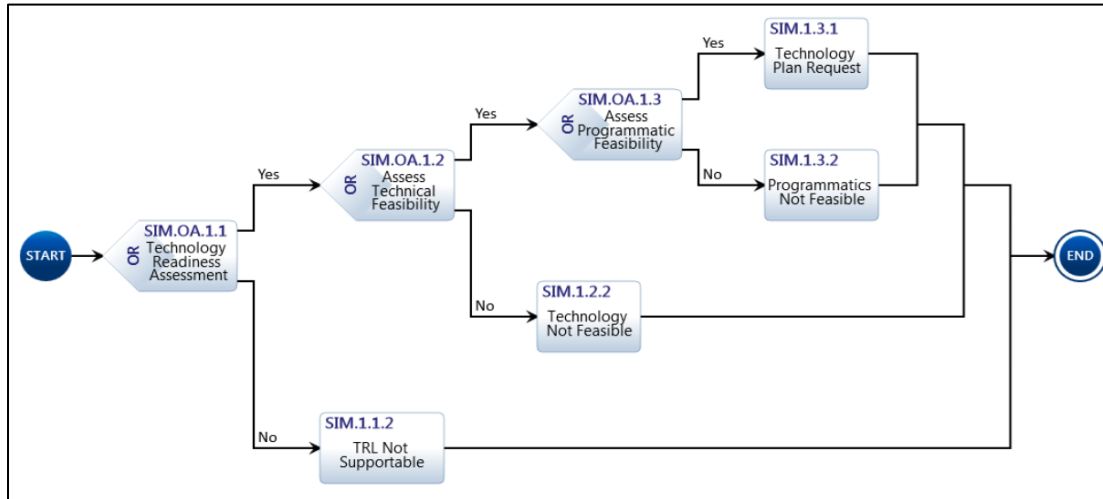 SIM.1.3.1
Technology
Plan Request
Yes
SIM.OA.1.3
OR
Assess
Programmatic
Feasibility
Yes
No
SIM.1.3.2
Programmatics
Not Feasible
SIM.OA.1.2
OR
Assess
Technical
Feasibility
Yes
SIM.OA.1.1
OR
Technology
Readiness
Assessment
START
END
No
SIM.1.2.2
Technology
Not Feasible
No
SIM.1.1.2
TRL Not
Supportable